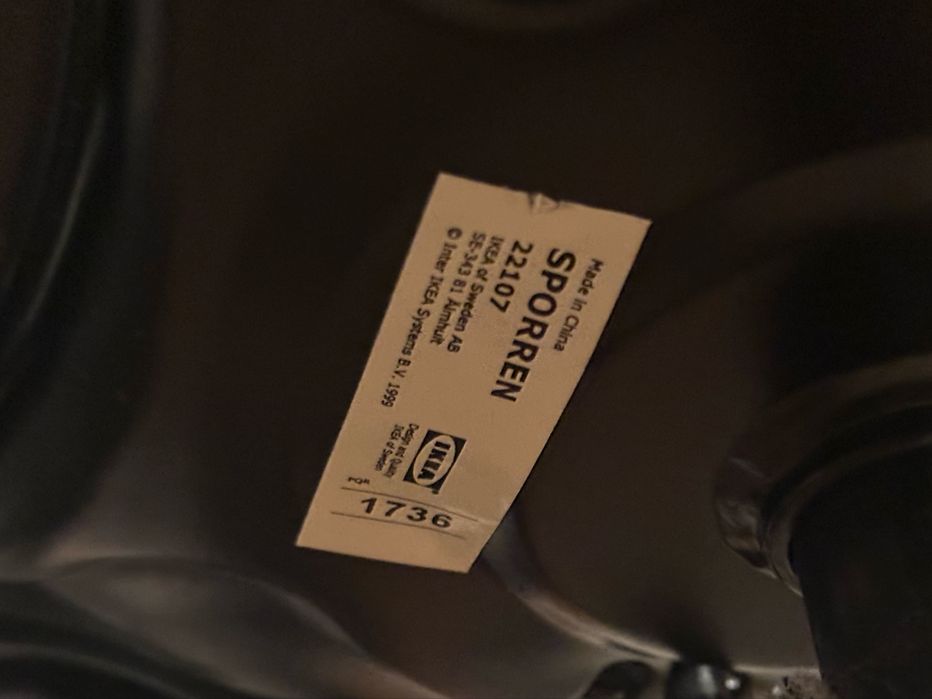 Made in China
SPORREN
22107
IKEA of Sweden AB
SE-343 81 Älmhult
© Inter IKEA Systems B.V. 1999
IKEA®
Design and Quality
IKEA of Sweden
1736